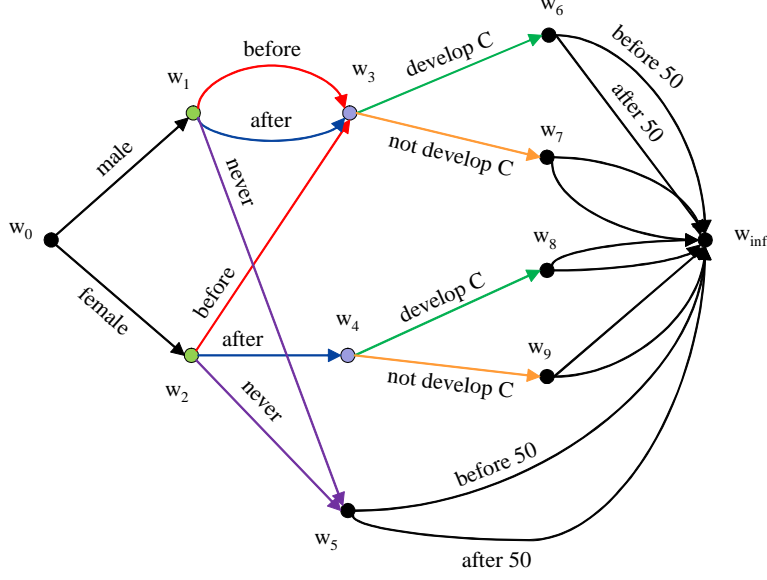 w6
before
before 50
develop C
w3
w1
after 50
after
w7
not develop C
male
never
w0
w8
winf
before
develop C
female
w4
after
w9
not develop C
w2
never
before 50
w5
after 50